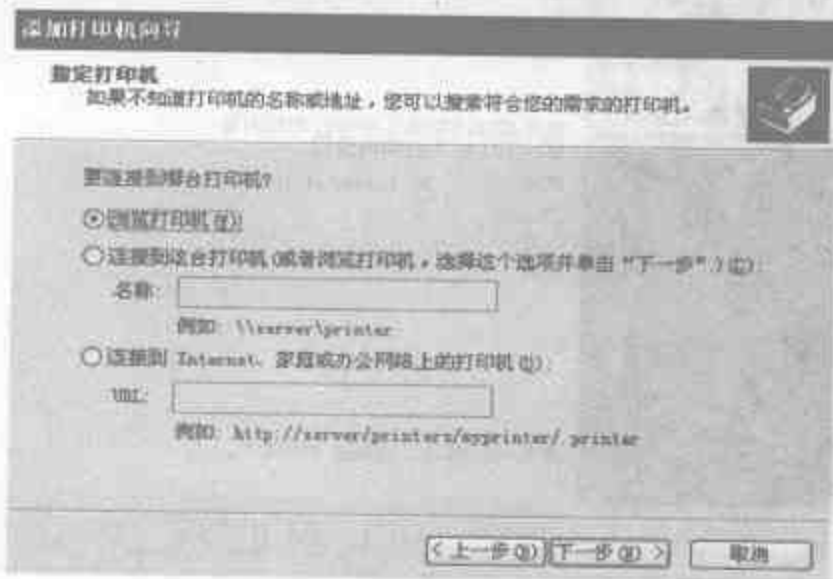 添加打印机向导
指定打印机
如果不知道打印机的名称或地址，您可以搜索符合您的需求的打印机。
要连接到哪台打印机?
浏览打印机(W)
连接到这台打印机(或者浏览打印机，选择这个选项并单击“下一步”)(C):
名称:
例如: \\server\printer
连接到 Internet、家庭或办公网络上的打印机(O):
URL:
例如: http://server/printers/myprinter/.printer
< 上一步(B) 下一步(N) > 取消